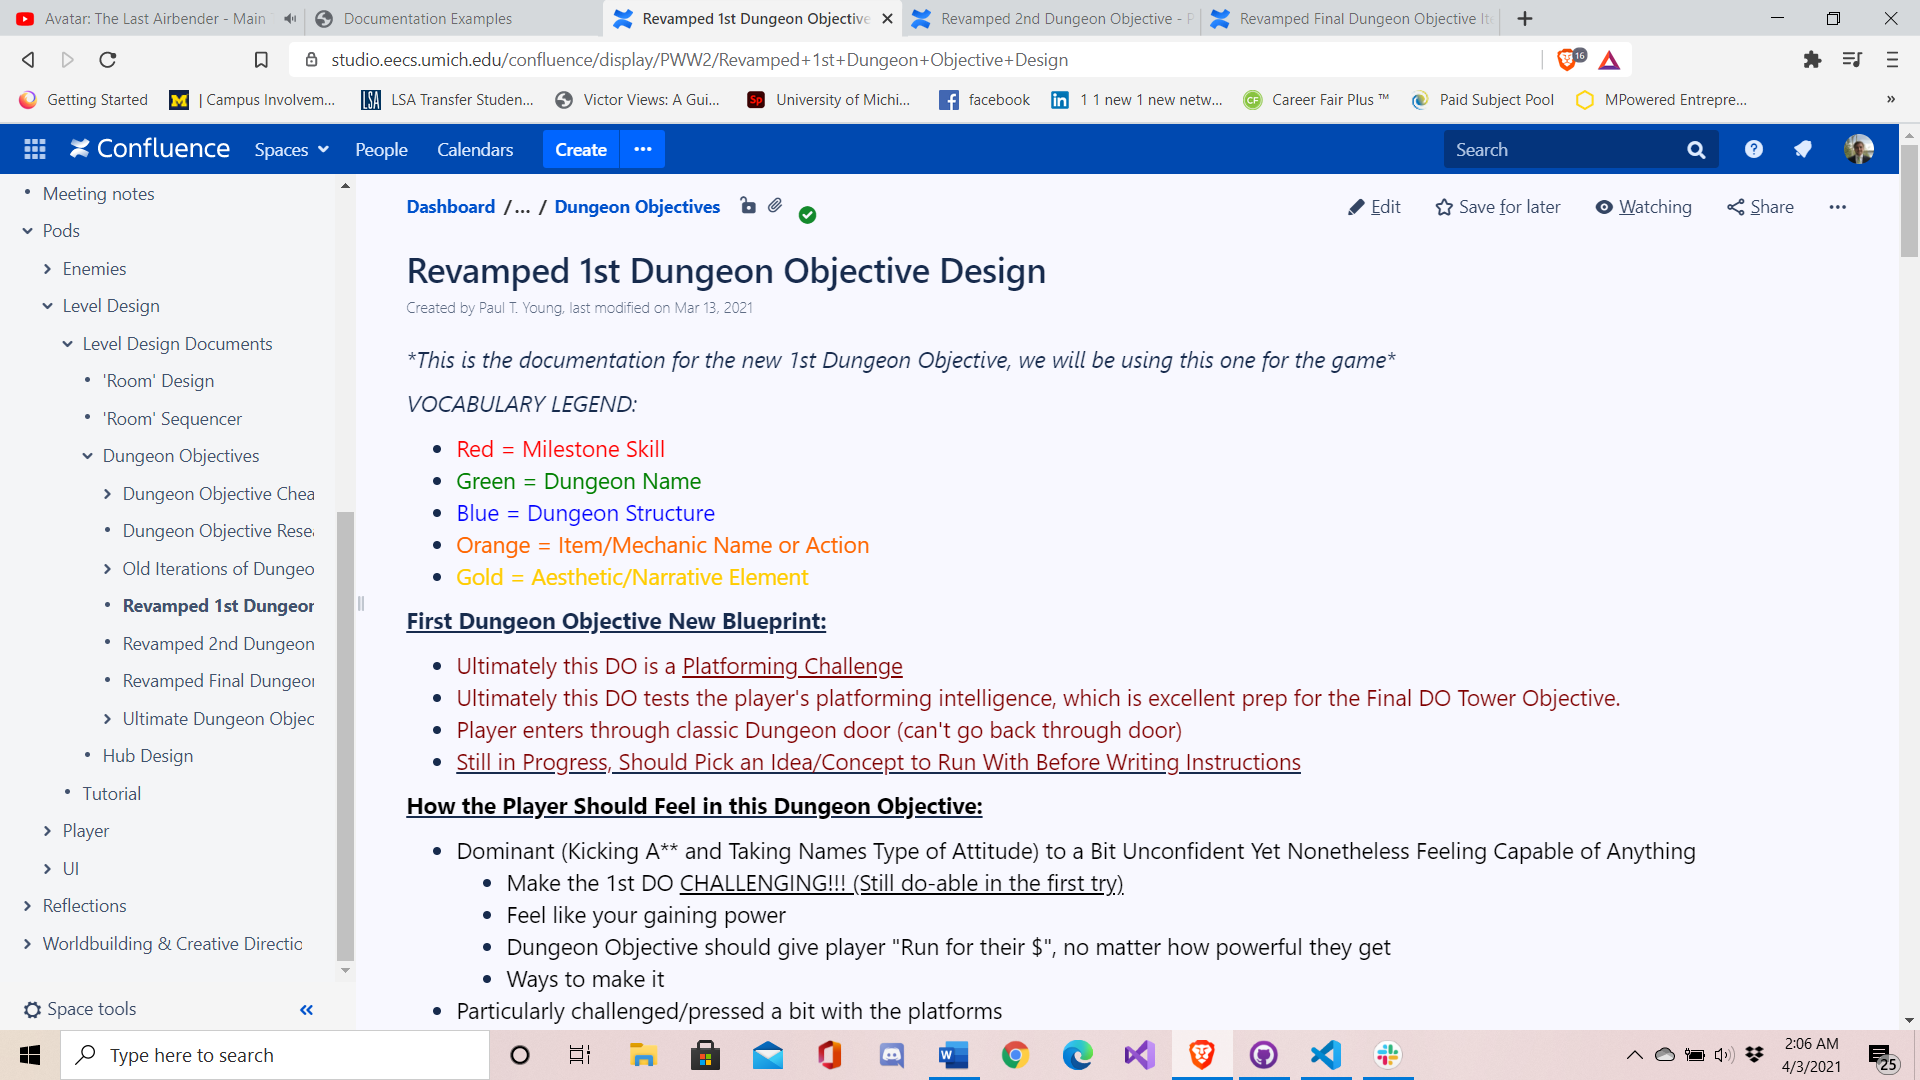 Avatar: The Last Airbender - Main
Documentation Examples
Revamped 1st Dungeon Objective
Revamped 2nd Dungeon Objective - P
Revamped Final Dungeon Objective Ite
studio.eecs.umich.edu/confluence/display/PWW2/Revamped+1st+Dungeon+Objective+Design
16
Getting Started
M | Campus Involvem...
LSA LSA Transfer Studen...
Victor Views: A Gui...
Sp University of Michi...
facebook
in 1 1 new 1 new netw...
CF Career Fair Plus ™
Paid Subject Pool
MPowered Entrepre...
»
Confluence
Spaces
People
Calendars
Create
...
Search
Meeting notes
Pods
Enemies
Level Design
Level Design Documents
'Room' Design
'Room' Sequencer
Dungeon Objectives
Dungeon Objective Chea
Dungeon Objective Resea
Old Iterations of Dungeo
Revamped 1st Dungeon
Revamped 2nd Dungeon
Revamped Final Dungeon
Ultimate Dungeon Objec
Hub Design
Tutorial
Player
UI
Reflections
Worldbuilding & Creative Directio
Space tools
«
Dashboard /... / Dungeon Objectives
Edit
Save for later
Watching
Share
...
Revamped 1st Dungeon Objective Design
Created by Paul T. Young, last modified on Mar 13, 2021
*This is the documentation for the new 1st Dungeon Objective, we will be using this one for the game*
VOCABULARY LEGEND:
• Red = Milestone Skill
• Green = Dungeon Name
• Blue = Dungeon Structure
• Orange = Item/Mechanic Name or Action
• Gold = Aesthetic/Narrative Element
First Dungeon Objective New Blueprint:
• Ultimately this DO is a Platforming Challenge
• Ultimately this DO tests the player's platforming intelligence, which is excellent prep for the Final DO Tower Objective.
• Player enters through classic Dungeon door (can't go back through door)
• Still in Progress, Should Pick an Idea/Concept to Run With Before Writing Instructions
How the Player Should Feel in this Dungeon Objective:
• Dominant (Kicking A** and Taking Names Type of Attitude) to a Bit Unconfident Yet Nonetheless Feeling Capable of Anything
• Make the 1st DO CHALLENGING!!! (Still do-able in the first try)
• Feel like your gaining power
• Dungeon Objective should give player "Run for their $", no matter how powerful they get
• Ways to make it
• Particularly challenged/pressed a bit with the platforms
Type here to search
2:06 AM
4/3/2021
25